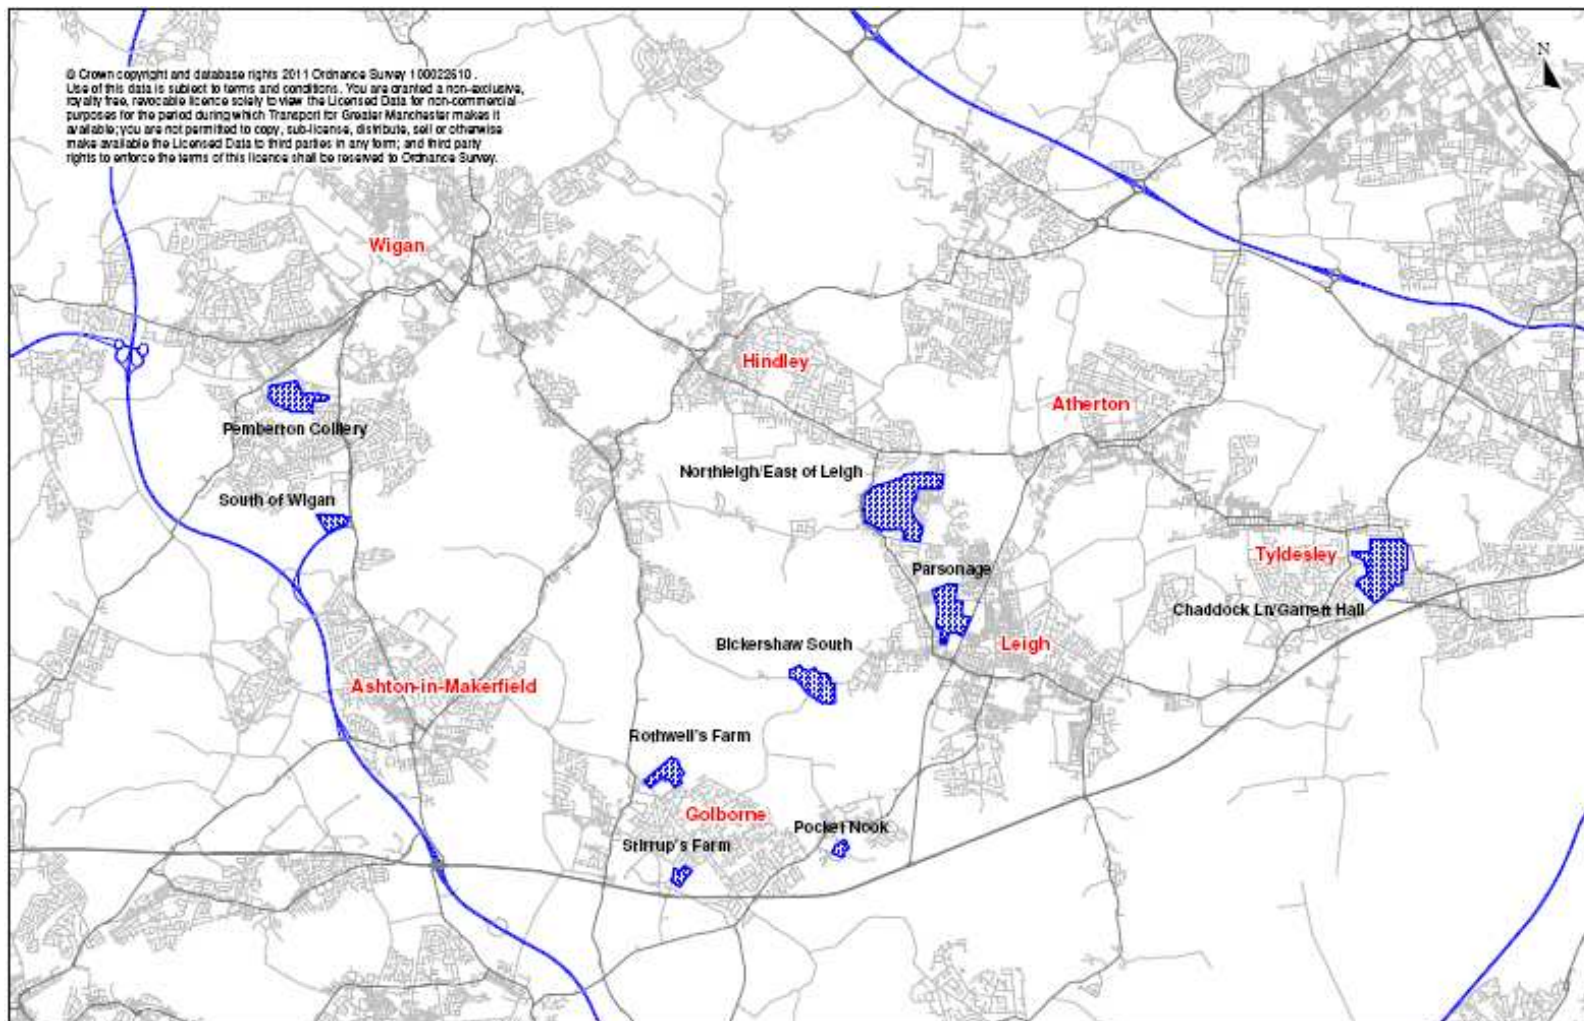 © Crown copyright and database rights 2011 Ordnance Survey 100022610 .
Use of this data is subject to terms and conditions. You are granted a non-exclusive,
royalty free, revocable licence solely to view the Licensed Data for non-commercial
purposes for the period during which Transport for Greater Manchester makes it
available; you are not permitted to copy, sub-license, distribute, sell or otherwise
make available the Licensed Data to third parties in any form; and third party
rights to enforce the terms of this licence shall be reserved to Ordnance Survey.
N
Wigan
Hindley
Atherton
Pemberton Colliery
Northleigh/East of Leigh
South of Wigan
Tyldesley
Parsonage
Chaddock Ln/Garrett Hall
Bickershaw South
Leigh
Ashton-in-Makerfield
Rothwell's Farm
Golborne
Pocket Nook
Stirrup's Farm